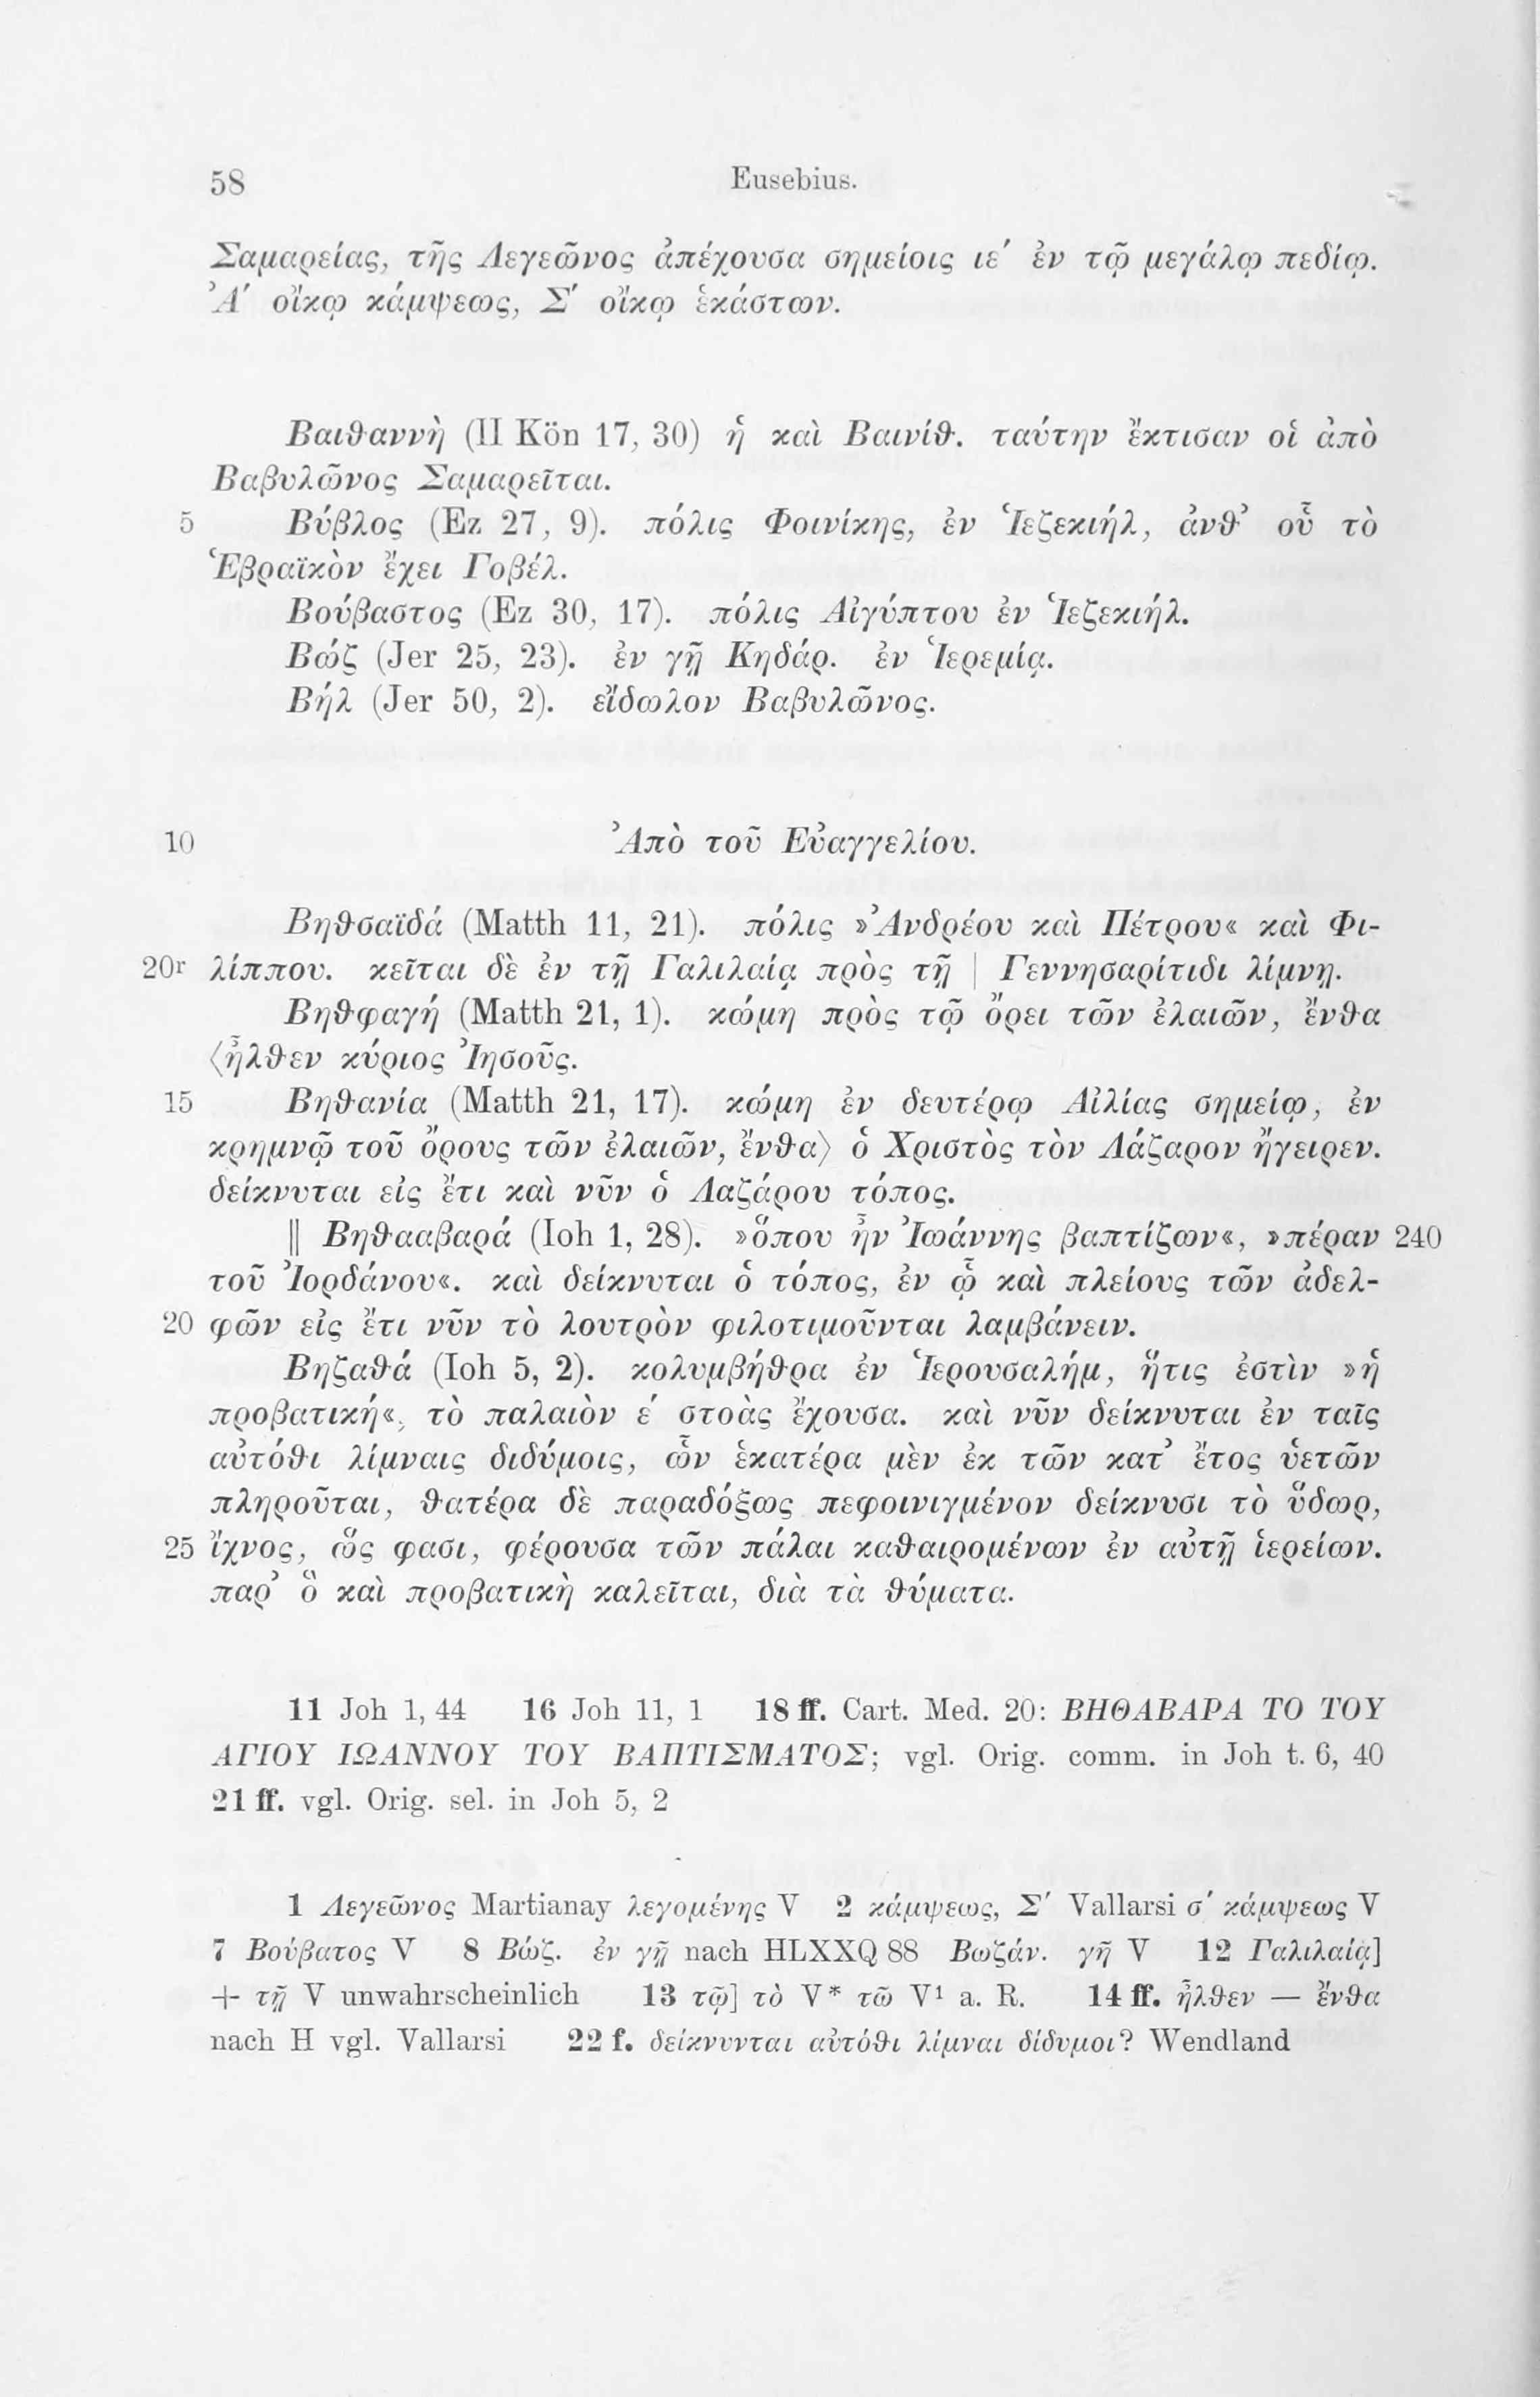 58 Eusebius.
Σαμαρείας, τῆς Λεγεῶνος ἀπέχουσα σημείοις ιε′ ἐν τῷ μεγάλῳ πεδίῳ.
Ἀ′ οἴκῳ κάμψεως, Σ′ οἴκῳ ἑκάστων.
Βαιθαννὴ (II Kön 17, 30) ἡ καὶ Βαινίθ. ταύτην ἔκτισαν οἱ ἀπὸ
Βαβυλῶνος Σαμαρεῖται.
5 Βύβλος (Ez 27, 9). πόλις Φοινίκης, ἐν Ἰεζεκιήλ, ἀνθ’ οὗ τὸ
Ἑβραϊκὸν ἔχει Γοβέλ.
Βούβαστος (Ez 30, 17). πόλις Αἰγύπτου ἐν Ἰεζεκιήλ.
Βώζ (Jer 25, 23). ἐν γῇ Κηδάρ. ἐν Ἱερεμίᾳ.
Βήλ (Jer 50, 2). εἴδωλον Βαβυλῶνος.
10 Ἀπὸ τοῦ Εὐαγγελίου.
Βηθσαϊδά (Matth 11, 21). πόλις »Ἀνδρέου καὶ Πέτρου« καὶ Φι-
20r λίππου. κεῖται δὲ ἐν τῇ Γαλιλαίᾳ πρὸς τῇ | Γεννησαρίτιδι λίμνῃ.
Βηθφαγή (Matth 21, 1). κώμη πρὸς τῷ ὄρει τῶν ἐλαιῶν, ἔνθα
⟨ἦλθεν κύριος Ἰησοῦς.
15 Βηθανία (Matth 21, 17). κώμη ἐν δευτέρῳ Αἰλίας σημείῳ, ἐν
κρημνῷ τοῦ ὄρους τῶν ἐλαιῶν, ἔνθα⟩ ὁ Χριστὸς τὸν Λάζαρον ἤγειρεν.
δείκνυται εἰς ἔτι καὶ νῦν ὁ Λαζάρου τόπος.
‖ Βηθααβαρά (Ioh 1, 28). »ὅπου ἦν Ἰωάννης βαπτίζων«, »πέραν 240
τοῦ Ἰορδάνου«. καὶ δείκνυται ὁ τόπος, ἐν ᾧ καὶ πλείους τῶν ἀδελ-
20 φῶν εἰς ἔτι νῦν τὸ λουτρὸν φιλοτιμοῦνται λαμβάνειν.
Βηζαθά (Ioh 5, 2). κολυμβήθρα ἐν Ἱερουσαλήμ, ἥτις ἐστὶν »ἡ
προβατική«, τὸ παλαιὸν ε′ στοὰς ἔχουσα. καὶ νῦν δείκνυται ἐν ταῖς
αὐτόθι λίμναις διδύμοις, ὧν ἑκατέρα μὲν ἐκ τῶν κατ’ ἔτος ὑετῶν
πληροῦται, θατέρα δὲ παραδόξως πεφοινιγμένον δείκνυσι τὸ ὕδωρ,
25 ἴχνος, ὥς φασι, φέρουσα τῶν πάλαι καθαιρομένων ἐν αὐτῇ ἱερείων.
παρ’ ὃ καὶ προβατικὴ καλεῖται, διὰ τὰ θύματα.
11 Joh 1, 44 16 Joh 11, 1 18 ff. Cart. Med. 20: ΒΗΘΑΒΑΡΑ ΤΟ ΤΟΥ
ΑΓΙΟΥ ΙΩΑΝΝΟΥ ΤΟΥ ΒΑΠΤΙΣΜΑΤΟΣ; vgl. Orig. comm. in Joh t. 6, 40
21 ff. vgl. Orig. sel. in Joh 5, 2
1 Λεγεῶνος Martianay λεγομένης V 2 κάμψεως, Σ′ Vallarsi σ′ κάμψεως V
7 Βούβατος V 8 Βώζ. ἐν γῇ nach HLXXQ 88 Βωζάν. γῆ V 12 Γαλιλαίᾳ]
+ τῇ V unwahrscheinlich 13 τῷ] τὸ V* τῶ V¹ a. R. 14 ff. ἦλθεν — ἔνθα
nach H vgl. Vallarsi 22 f. δείκνυνται αὐτόθι λίμναι δίδυμοι? Wendland